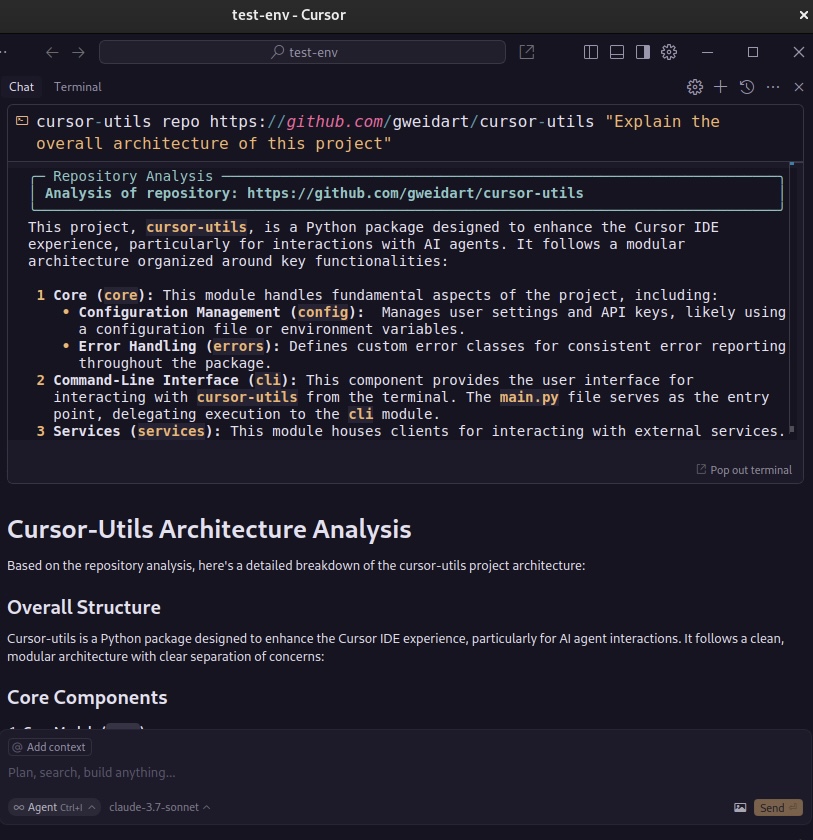 test-env - Cursor
test-env
Chat Terminal
cursor-utils repo https://github.com/gweidart/cursor-utils "Explain the
overall architecture of this project"
Repository Analysis
Analysis of repository: https://github.com/gweidart/cursor-utils
This project, cursor-utils, is a Python package designed to enhance the Cursor IDE
experience, particularly for interactions with AI agents. It follows a modular
architecture organized around key functionalities:
1 Core (core): This module handles fundamental aspects of the project, including:
• Configuration Management (config):  Manages user settings and API keys, likely using
a configuration file or environment variables.
• Error Handling (errors): Defines custom error classes for consistent error reporting
throughout the package.
2 Command-Line Interface (cli): This component provides the user interface for
interacting with cursor-utils from the terminal. The main.py file serves as the entry
point, delegating execution to the cli module.
3 Services (services): This module houses clients for interacting with external services.
Pop out terminal
Cursor-Utils Architecture Analysis
Based on the repository analysis, here's a detailed breakdown of the cursor-utils project architecture:
Overall Structure
Cursor-utils is a Python package designed to enhance the Cursor IDE experience, particularly for AI agent interactions. It follows a clean,
modular architecture with clear separation of concerns:
Core Components
@ Add context
Plan, search, build anything...
∞ Agent Ctrl+I claude-3.7-sonnet
Send